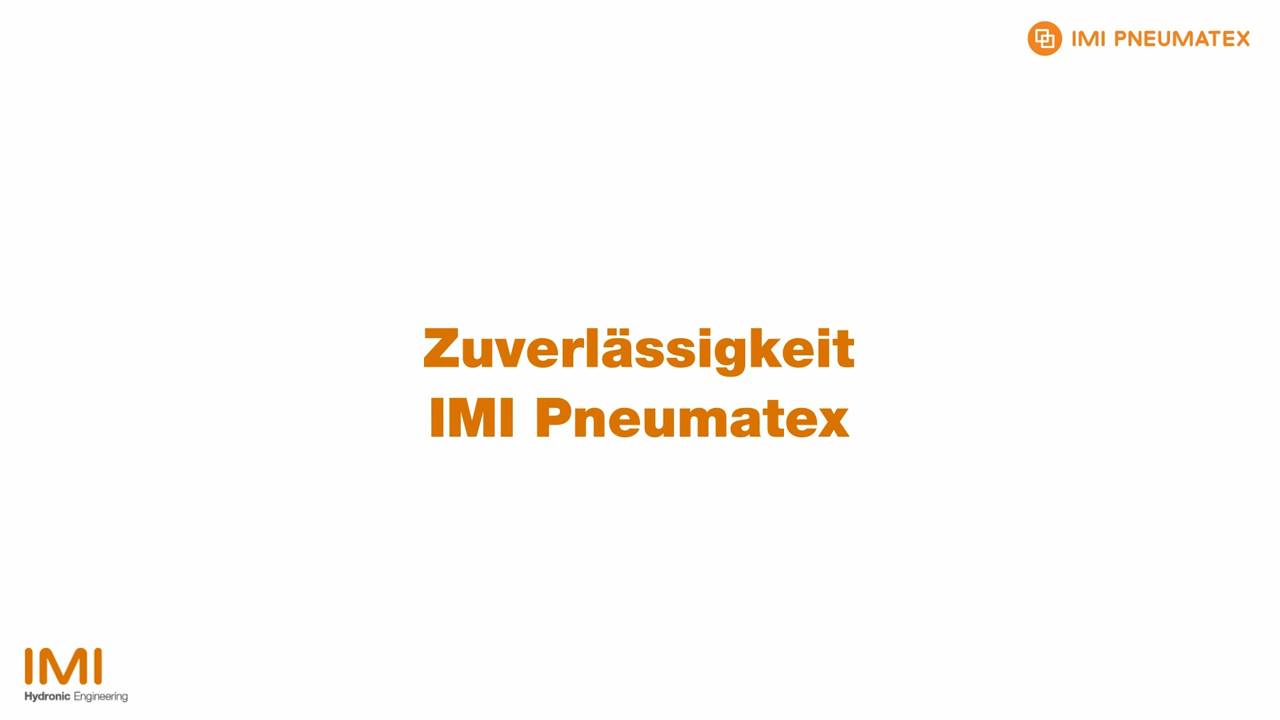 IMI PNEUMATEX
Zuverlässigkeit
IMI Pneumatex
IMI
Hydronic Engineering